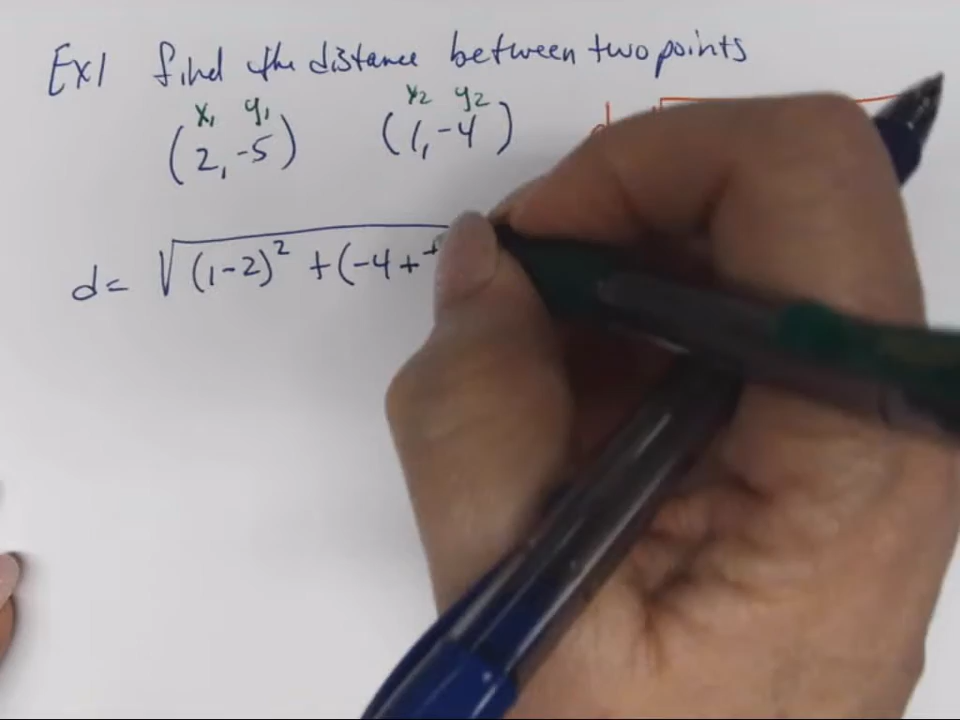 Ex1 find the distance between two points
x₁ y₁ x₂ y₂
(2, -5) (1, -4) d
d = √(1-2)² + (-4 +